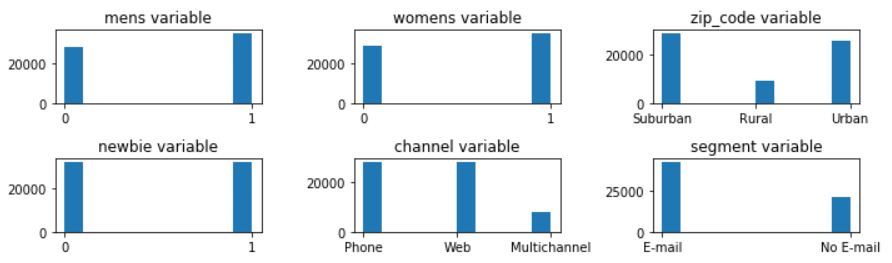 mens variable
20000
0
0 1
womens variable
20000
0
0 1
zip_code variable
20000
0
Suburban Rural Urban
newbie variable
20000
0
0 1
channel variable
20000
0
Phone Web Multichannel
segment variable
25000
0
E-mail No E-mail